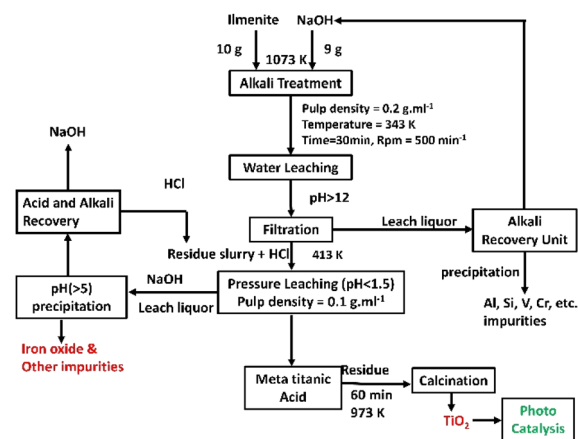 Ilmenite
NaOH
10 g
9 g
1073 K
Alkali Treatment
Pulp density = 0.2 g.ml-1
Temperature = 343 K
Time=30min, Rpm = 500 min-1
NaOH
Water Leaching
HCl
pH>12
Acid and Alkali
Recovery
Filtration
Leach liquor
Alkali
Recovery Unit
Residue slurry + HCl
413 K
precipitation
NaOH
Leach liquor
pH(>5)
precipitation
Pressure Leaching (pH<1.5)
Pulp density = 0.1 g.ml-1
Al, Si, V, Cr, etc.
impurities
Iron oxide &
Other impurities
Meta titanic
Acid
Residue
60 min
973 K
Calcination
TiO2
Photo
Catalysis